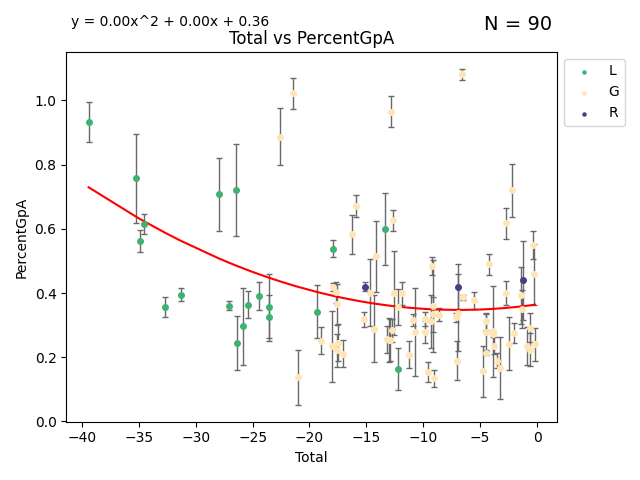 y = 0.00x^2 + 0.00x + 0.36
N = 90
Total vs PercentGpA
L
G
R
PercentGpA
1.0
0.8
0.6
0.4
0.2
0.0
−40 −35 −30 −25 −20 −15 −10 −5 0
Total